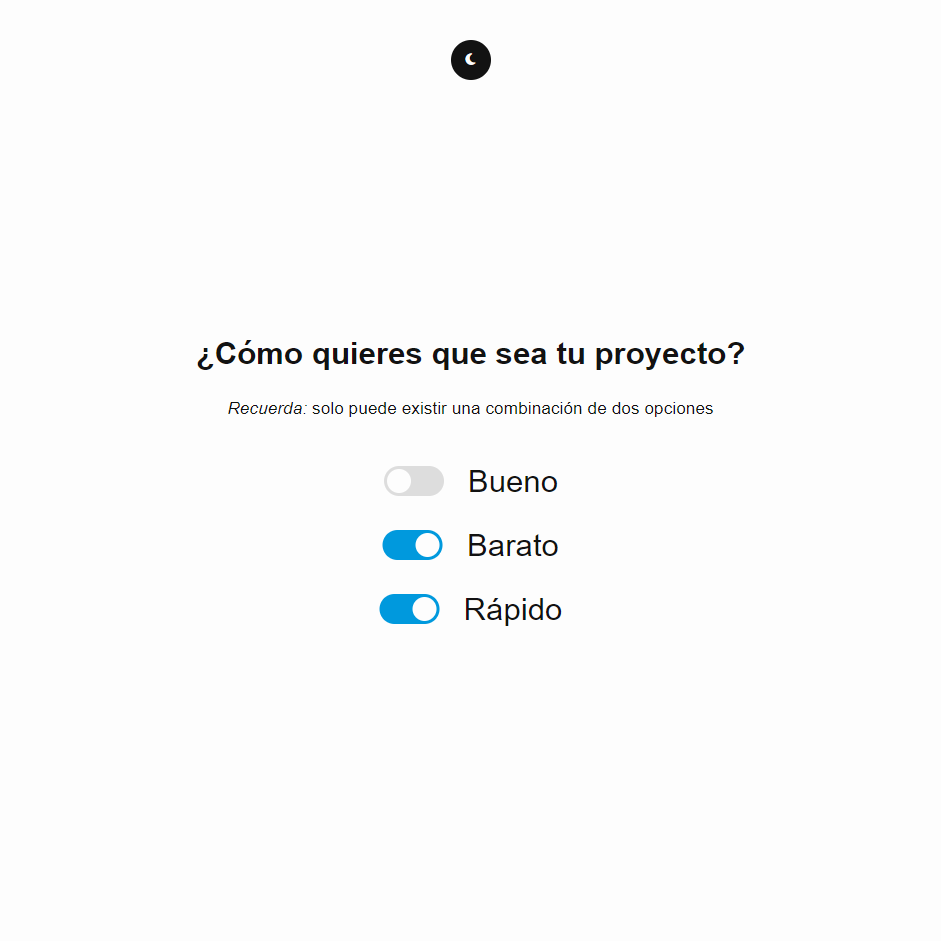 ¿Cómo quieres que sea tu proyecto?
Recuerda: solo puede existir una combinación de dos opciones
Bueno
Barato
Rápido